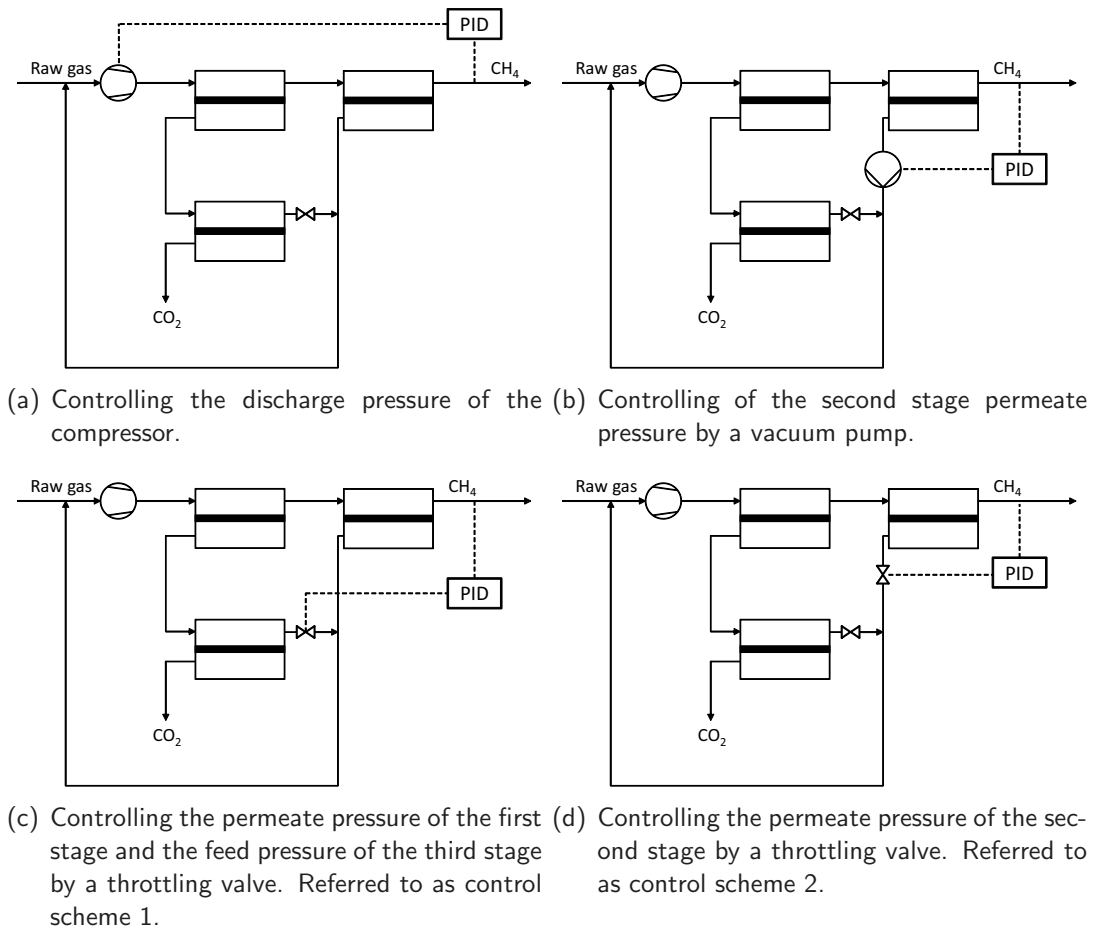 PID
Raw gas
CH4
CO2
Raw gas
CH4
PID
CO2
(a) Controlling the discharge pressure of the
compressor.
(b) Controlling of the second stage permeate
pressure by a vacuum pump.
Raw gas
CH4
PID
CO2
Raw gas
CH4
PID
CO2
(c) Controlling the permeate pressure of the first
stage and the feed pressure of the third stage
by a throttling valve. Referred to as control
scheme 1.
(d) Controlling the permeate pressure of the sec-
ond stage by a throttling valve. Referred to
as control scheme 2.